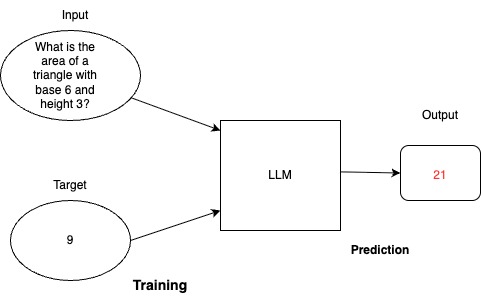 Input
What is the
area of a
triangle with
base 6 and
height 3?
Output
LLM
21
Target
9
Prediction
Training